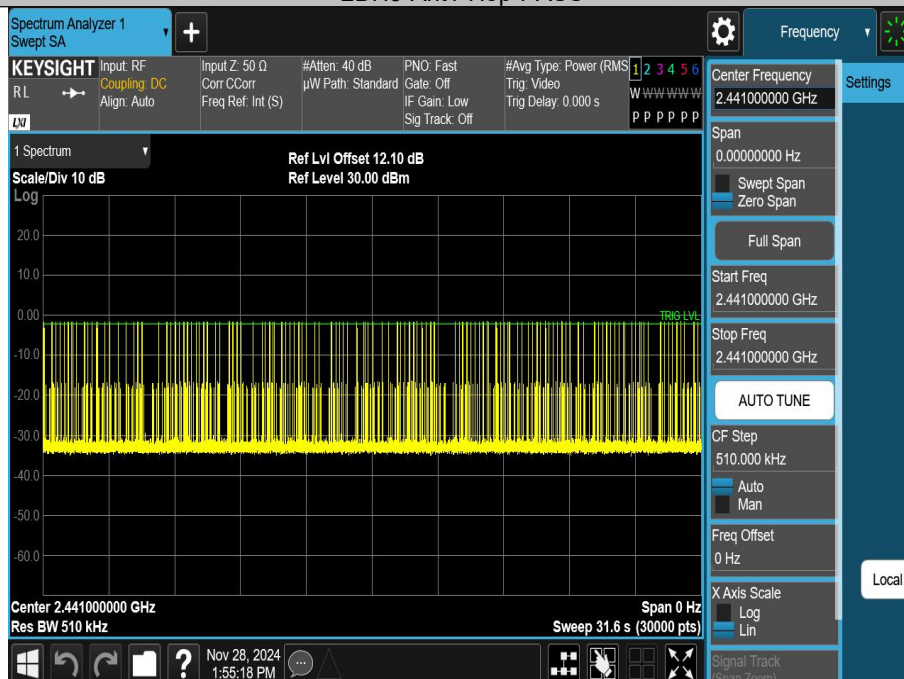 Spectrum Analyzer 1
Swept SA
+
Frequency
KEYSIGHT
R L
LXI
Input: RF
Coupling: DC
Align: Auto
Input Z: 50 Ω
Corr CCorr
Freq Ref: Int (S)
#Atten: 40 dB
µW Path: Standard
PNO: Fast
Gate: Off
IF Gain: Low
Sig Track: Off
#Avg Type: Power (RMS
Trig: Video
Trig Delay: 0.000 s
1 2 3 4 5 6
W W W W W W
P P P P P P
Center Frequency
2.441000000 GHz
Settings
Span
0.00000000 Hz
Swept Span
Zero Span
Full Span
Start Freq
2.441000000 GHz
Stop Freq
2.441000000 GHz
AUTO TUNE
CF Step
510.000 kHz
Auto
Man
Freq Offset
0 Hz
X Axis Scale
Log
Lin
Signal Track
(Span Zoom)
Local
1 Spectrum
Scale/Div 10 dB
Ref Lvl Offset 12.10 dB
Ref Level 30.00 dBm
Log
20.0
10.0
0.00
TRIG LVL
-10.0
-20.0
-30.0
-40.0
-50.0
-60.0
Center 2.441000000 GHz
Span 0 Hz
Res BW 510 kHz
Sweep 31.6 s (30000 pts)
?
Nov 28, 2024
1:55:18 PM